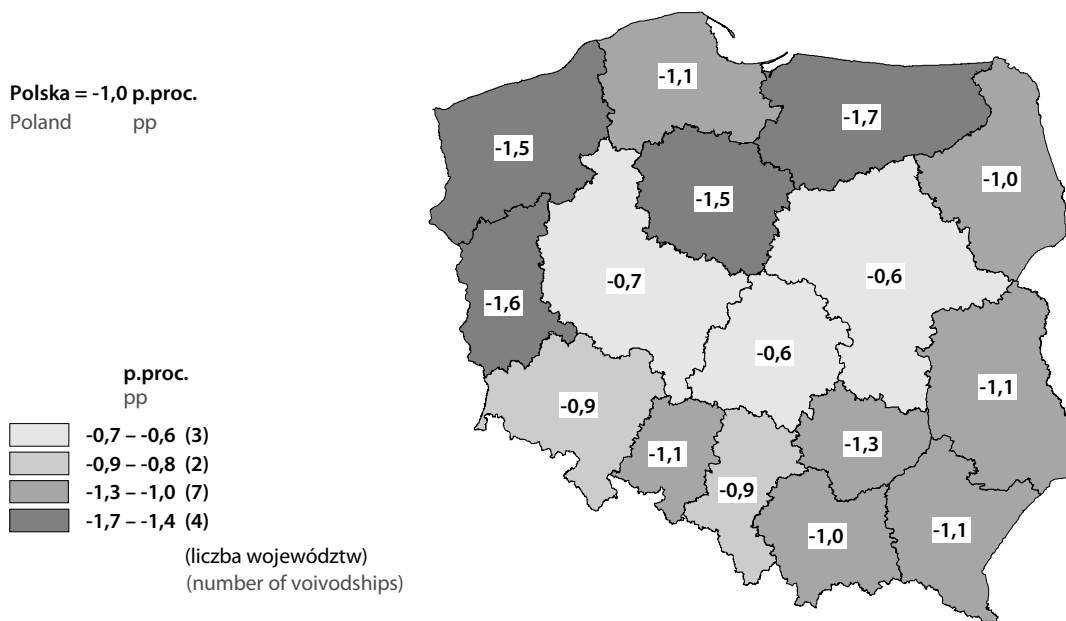 Polska = -1,0 p.proc.
Poland pp
-1,1
-1,7
-1,5
-1,0
-1,5
-0,7
-0,6
-1,6
-0,6
-1,1
-0,9
-1,3
-1,1
-0,9
-1,0
-1,1
p.proc.
pp
-0,7 – -0,6 (3)
-0,9 – -0,8 (2)
-1,3 – -1,0 (7)
-1,7 – -1,4 (4)
(liczba województw)
(number of voivodships)